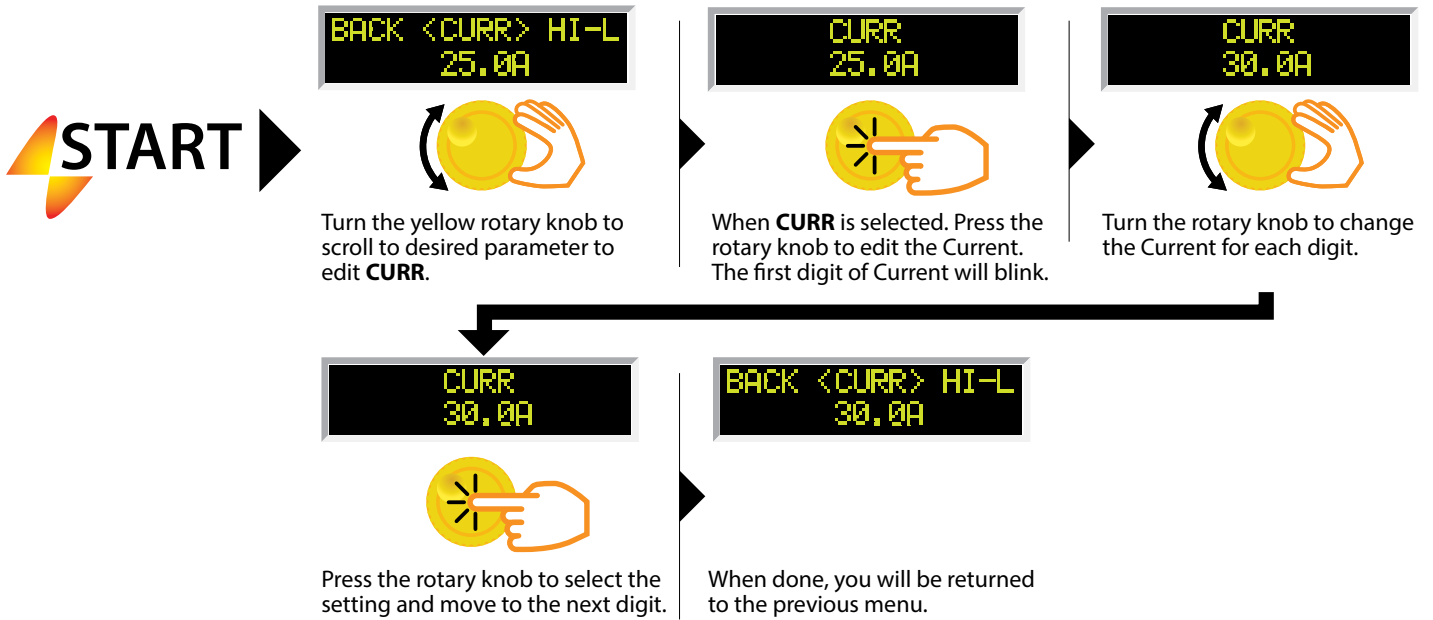 START
BACK <CURR> HI-L
25.0A
Turn the yellow rotary knob to
scroll to desired parameter to
edit CURR.
CURR
25.0A
When CURR is selected. Press the
rotary knob to edit the Current.
The first digit of Current will blink.
CURR
30.0A
Turn the rotary knob to change
the Current for each digit.
CURR
30.0A
Press the rotary knob to select the
setting and move to the next digit.
BACK <CURR> HI-L
30.0A
When done, you will be returned
to the previous menu.